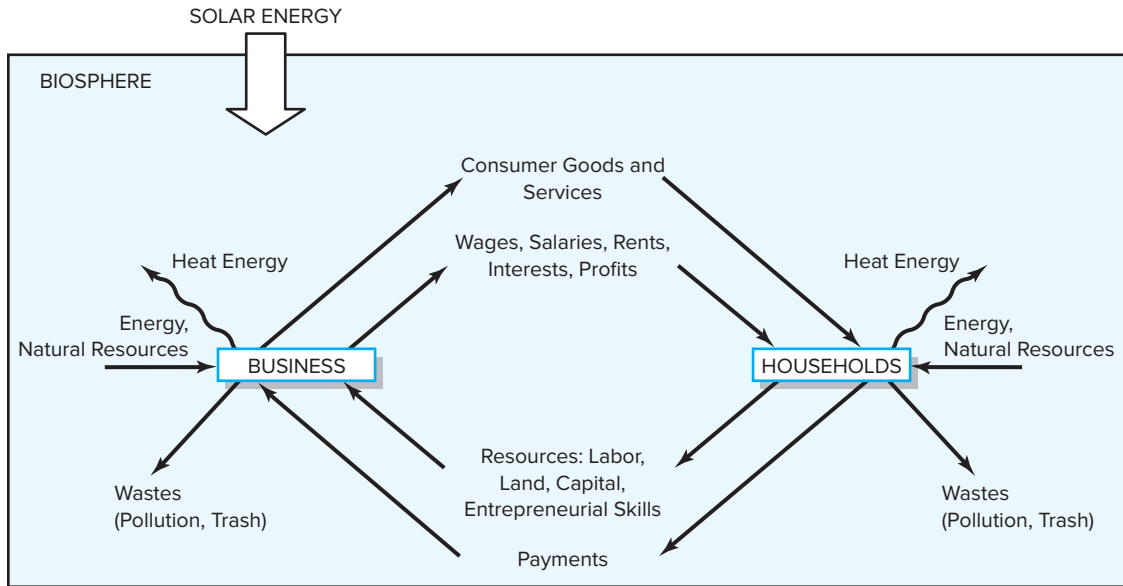 SOLAR ENERGY
BIOSPHERE
Consumer Goods and
Services
Wages, Salaries, Rents,
Interests, Profits
Heat Energy
Heat Energy
Energy,
Natural Resources
Energy,
Natural Resources
BUSINESS
HOUSEHOLDS
Resources: Labor,
Land, Capital,
Entrepreneurial Skills
Wastes
(Pollution, Trash)
Wastes
(Pollution, Trash)
Payments